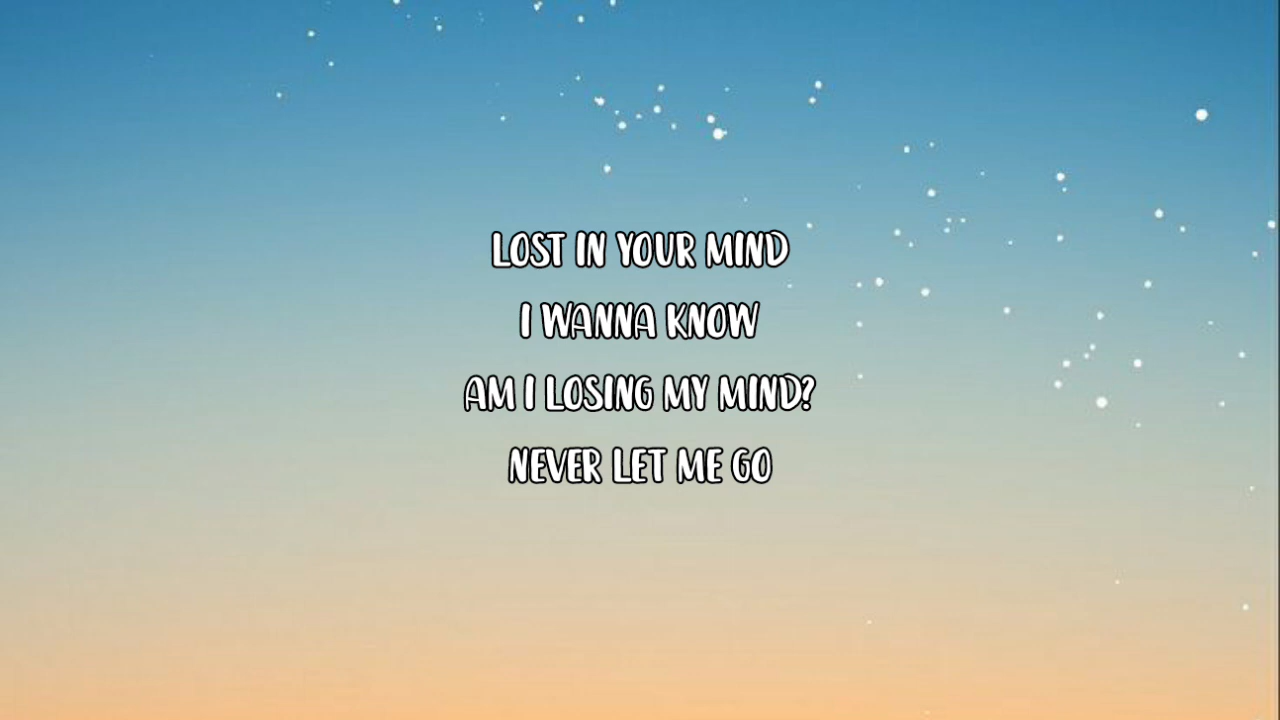 LOST IN YOUR MIND
I WANNA KNOW
AM I LOSING MY MIND?
NEVER LET ME GO